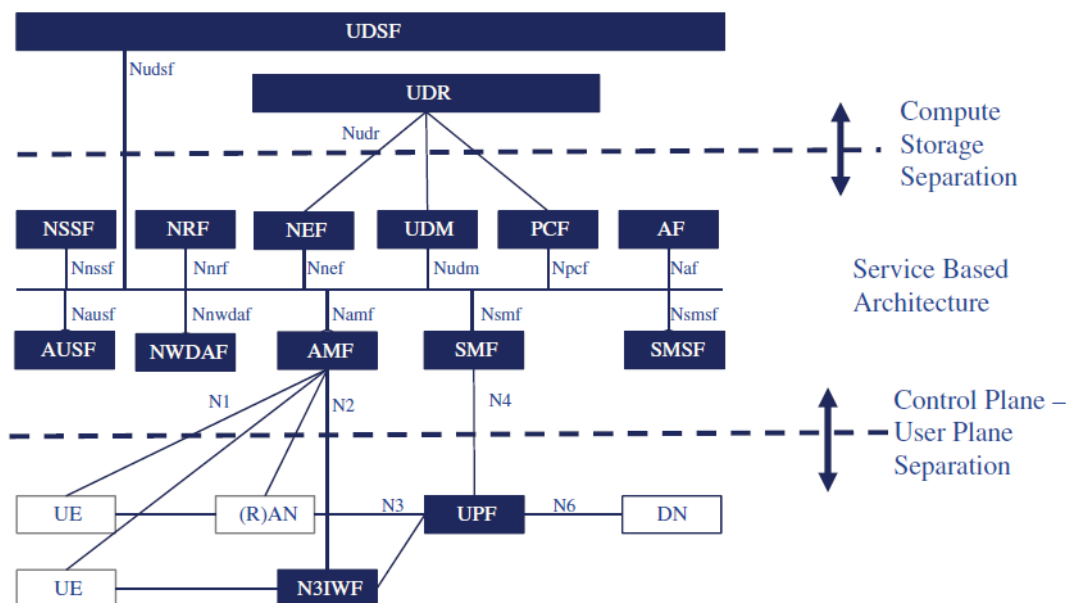 UDSF
Nudsf
UDR
Nudr
Compute
Storage
Separation
NSSF
NRF
NEF
UDM
PCF
AF
Nnssf
Nnrf
Nnef
Nudm
Npcf
Naf
Service Based
Architecture
Nausf
Nnwdaf
Namf
Nsmf
Nsmsf
AUSF
NWDAF
AMF
SMF
SMSF
N1
N2
N4
Control Plane –
User Plane
Separation
UE
(R)AN
N3
UPF
N6
DN
UE
N3IWF